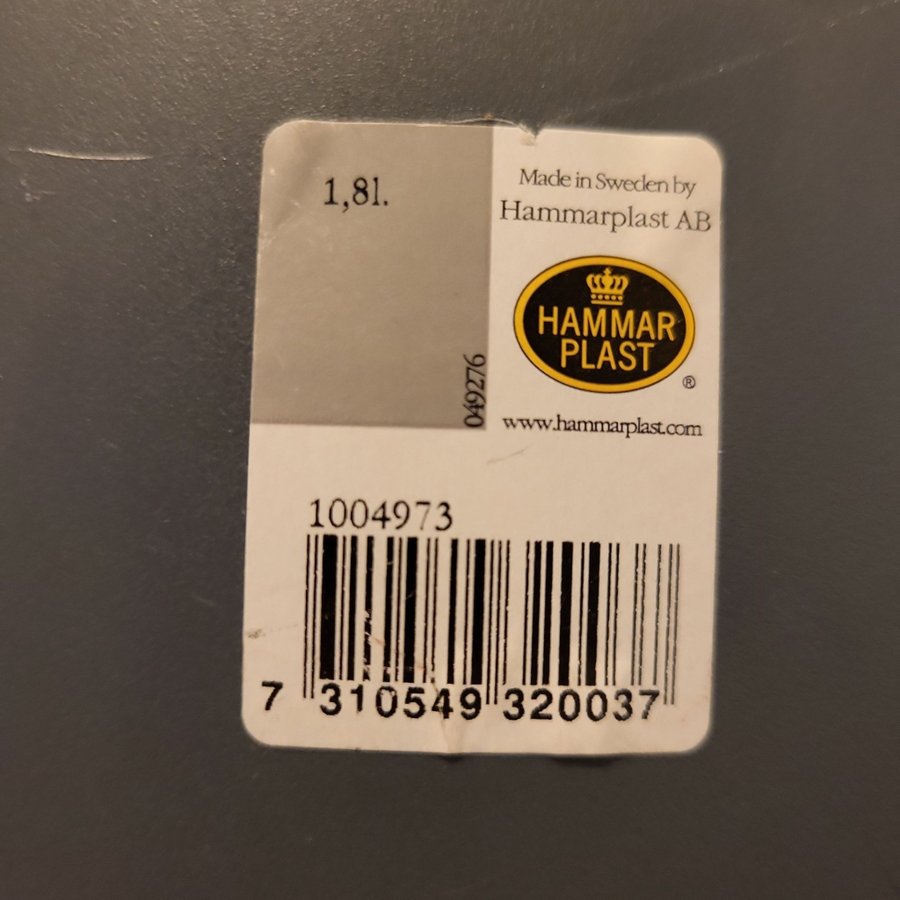 1,8l.
049276
Made in Sweden by
Hammarplast AB
HAMMAR
PLAST
®
www.hammarplast.com
1004973
7 310549 320037